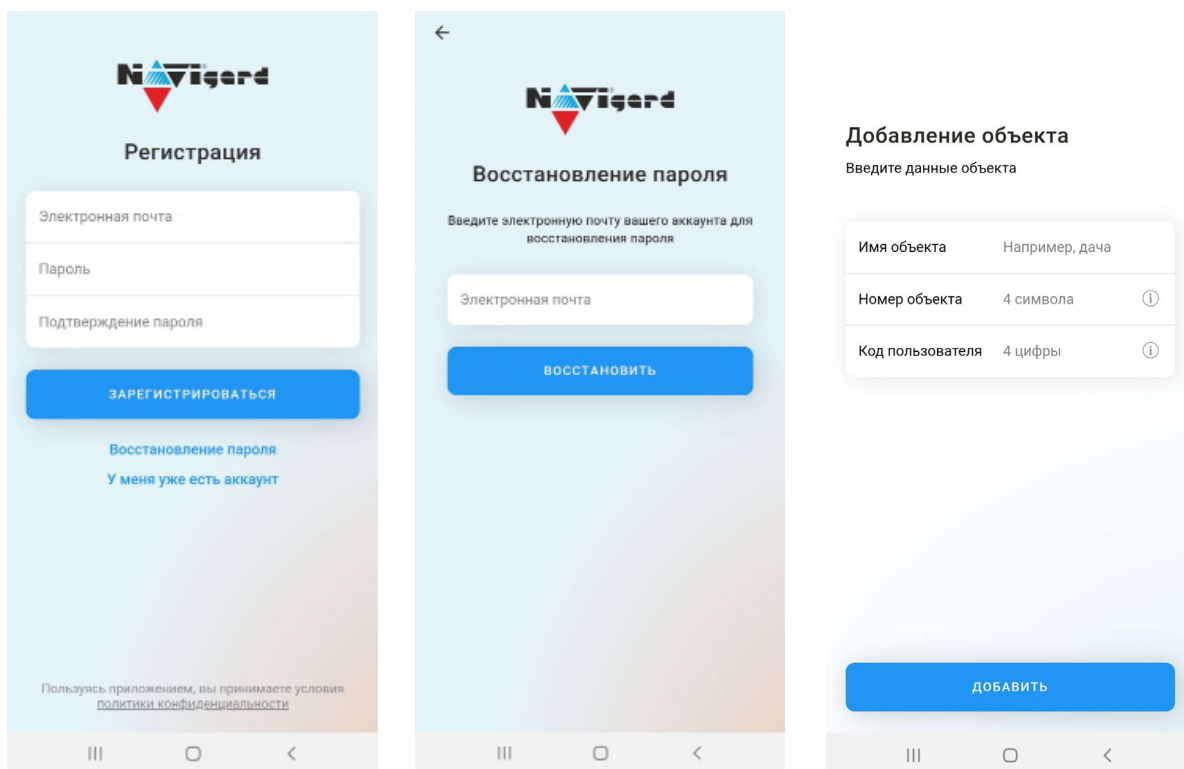 Navigard
Регистрация
Электронная почта
Пароль
Подтверждение пароля
ЗАРЕГИСТРИРОВАТЬСЯ
Восстановление пароля
У меня уже есть аккаунт
Пользуясь приложением, вы принимаете условия
политики конфиденциальности
Navigard
Восстановление пароля
Введите электронную почту вашего аккаунта для
восстановления пароля
Электронная почта
ВОССТАНОВИТЬ
Добавление объекта
Введите данные объекта
Имя объекта Например, дача
Номер объекта 4 символа
Код пользователя 4 цифры
ДОБАВИТЬ